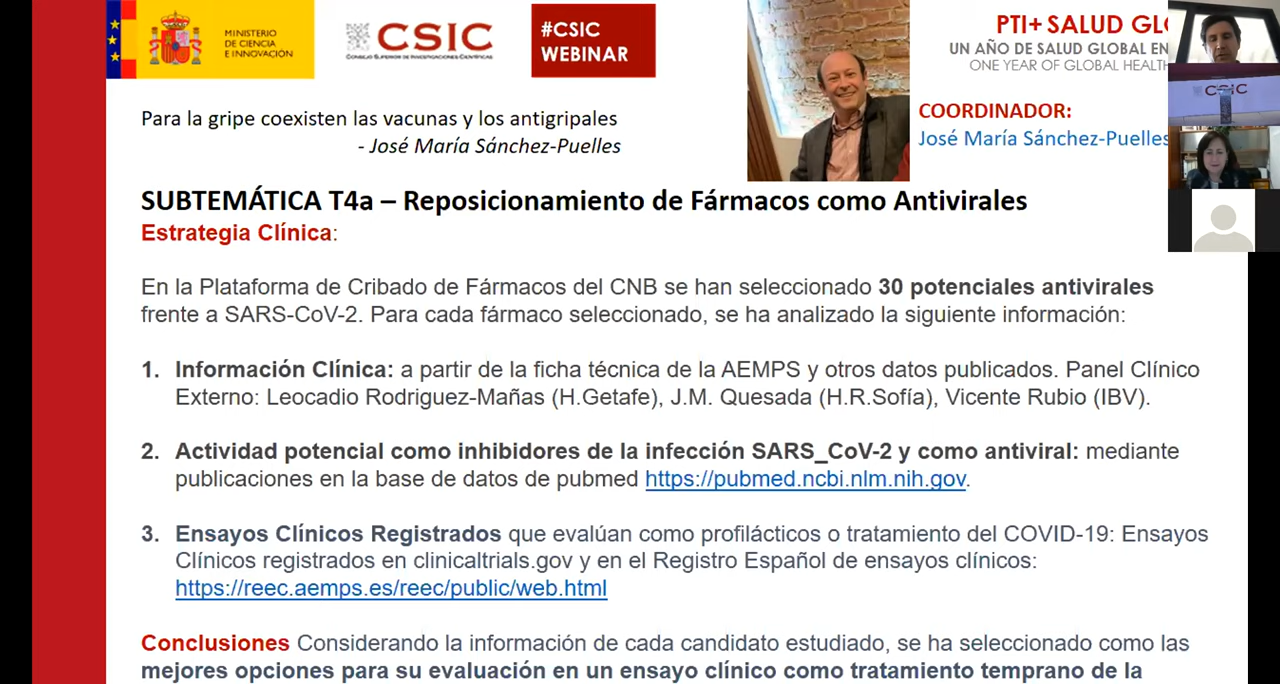 MINISTERIO
DE CIENCIA
E INNOVACIÓN
CSIC
CONSEJO SUPERIOR DE INVESTIGACIONES CIENTÍFICAS
#CSIC
WEBINAR
PTI+ SALUD GLO
UN AÑO DE SALUD GLOBAL EN
ONE YEAR OF GLOBAL HEALTH
CSIC
COORDINADOR:
José María Sánchez-Puelles
Para la gripe coexisten las vacunas y los antigripales
- José María Sánchez-Puelles
SUBTEMÁTICA T4a – Reposicionamiento de Fármacos como Antivirales
Estrategia Clínica:
En la Plataforma de Cribado de Fármacos del CNB se han seleccionado 30 potenciales antivirales
frente a SARS-CoV-2. Para cada fármaco seleccionado, se ha analizado la siguiente información:
1. Información Clínica: a partir de la ficha técnica de la AEMPS y otros datos publicados. Panel Clínico
Externo: Leocadio Rodriguez-Mañas (H.Getafe), J.M. Quesada (H.R.Sofía), Vicente Rubio (IBV).
2. Actividad potencial como inhibidores de la infección SARS_CoV-2 y como antiviral: mediante
publicaciones en la base de datos de pubmed https://pubmed.ncbi.nlm.nih.gov.
3. Ensayos Clínicos Registrados que evalúan como profilácticos o tratamiento del COVID-19: Ensayos
Clínicos registrados en clinicaltrials.gov y en el Registro Español de ensayos clínicos:
https://reec.aemps.es/reec/public/web.html
Conclusiones Considerando la información de cada candidato estudiado, se ha seleccionado como las
mejores opciones para su evaluación en un ensayo clínico como tratamiento temprano de la